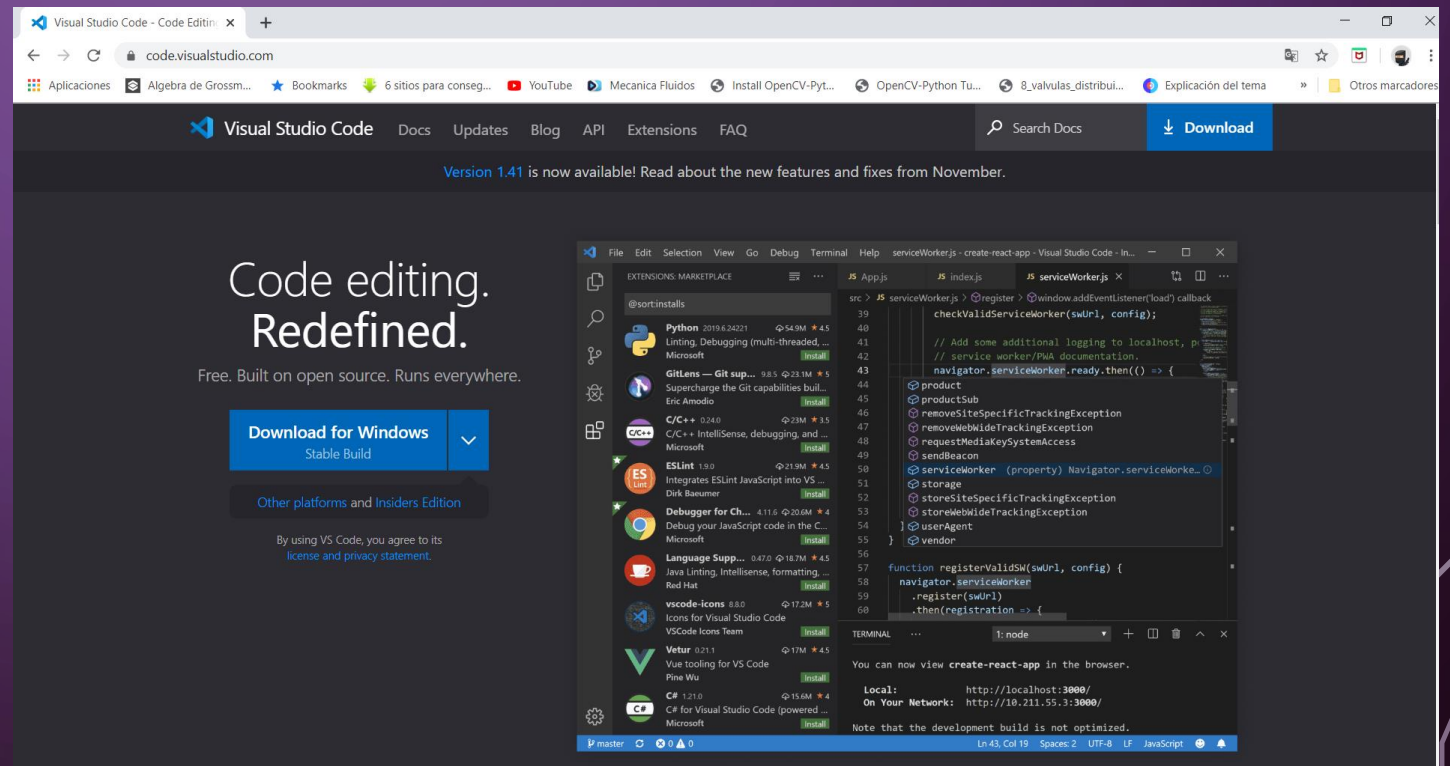 Visual Studio Code - Code Editin
code.visualstudio.com
Aplicaciones Algebra de Grossm... Bookmarks 6 sitios para conseg... YouTube Mecanica Fluidos Install OpenCV-Pyt... OpenCV-Python Tu... 8_valvulas_distribui... Explicación del tema » Otros marcadores
Visual Studio Code Docs Updates Blog API Extensions FAQ Search Docs Download
Version 1.41 is now available! Read about the new features and fixes from November.
Code editing.
Redefined.
Free. Built on open source. Runs everywhere.
Download for Windows
Stable Build
Other platforms and Insiders Edition
By using VS Code, you agree to its
license and privacy statement.
File Edit Selection View Go Debug Terminal Help serviceWorker.js - create-react-app - Visual Studio Code - In...
EXTENSIONS: MARKETPLACE
@sort:installs
Python 2019.6.24221 54.9M ★ 4.5
Linting, Debugging (multi-threaded, ...
Microsoft Install
GitLens — Git sup... 9.8.5 23.1M ★ 5
Supercharge the Git capabilities buil...
Eric Amodio Install
C/C++ C/C++ 0.24.0 23M ★ 3.5
C/C++ IntelliSense, debugging, and ...
Microsoft Install
ES Lint ESLint 1.9.0 21.9M ★ 4.5
Integrates ESLint JavaScript into VS ...
Dirk Baeumer Install
Debugger for Ch... 4.11.6 20.6M ★ 4
Debug your JavaScript code in the C...
Microsoft Install
Language Supp... 0.47.0 18.7M ★ 4.5
Java Linting, Intellisense, formatting, ...
Red Hat Install
vscode-icons 8.8.0 17.2M ★ 5
Icons for Visual Studio Code
VSCode Icons Team Install
Vetur 0.21.1 17M ★ 4.5
Vue tooling for VS Code
Pine Wu Install
C# C# 1.21.0 15.6M ★ 4
C# for Visual Studio Code (powered ...
Microsoft Install
JS App.js JS index.js JS serviceWorker.js
src > JS serviceWorker.js > register > window.addEventListener('load') callback
39 checkValidServiceWorker(swUrl, config);
40
41 // Add some additional logging to localhost, p
42 // service worker/PWA documentation.
43 navigator.serviceWorker.ready.then(() => {
44 product
45 productSub
46 removeSiteSpecificTrackingException
47 removeWebWideTrackingException
48 requestMediaKeySystemAccess
49 sendBeacon
50 serviceWorker (property) Navigator.serviceWorke...
51 storage
52 storeSiteSpecificTrackingException
53 storeWebWideTrackingException
54 } userAgent
55 } vendor
56
57 function registerValidSW(swUrl, config) {
58 navigator.serviceWorker
59 .register(swUrl)
60 .then(registration => {
TERMINAL ... 1: node
You can now view create-react-app in the browser.
Local: http://localhost:3000/
On Your Network: http://10.211.55.3:3000/
Note that the development build is not optimized.
master 0 0 Ln 43, Col 19 Spaces: 2 UTF-8 LF JavaScript